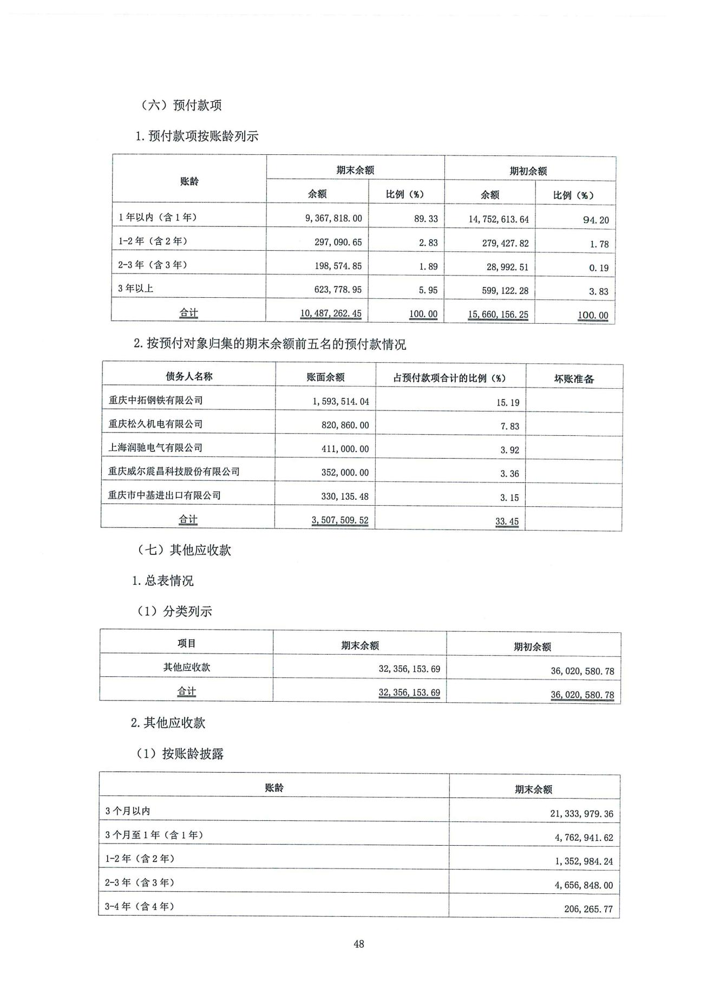 （六）预付款项
1.预付款项按账龄列示
账龄 期末余额 期初余额
余额 比例（%） 余额 比例（%）
1 年以内（含 1 年） 9,367,818.00 89.33 14,752,613.64 94.20
1-2 年（含 2 年） 297,090.65 2.83 279,427.82 1.78
2-3 年（含 3 年） 198,574.85 1.89 28,992.51 0.19
3 年以上 623,778.95 5.95 599,122.28 3.83
合计 10,487,262.45 100.00 15,660,156.25 100.00
2.按预付对象归集的期末余额前五名的预付款情况
债务人名称 账面余额 占预付款项合计的比例（%） 坏账准备
重庆中拓钢铁有限公司 1,593,514.04 15.19
重庆松久机电有限公司 820,860.00 7.83
上海润驰电气有限公司 411,000.00 3.92
重庆威尔震昌科技股份有限公司 352,000.00 3.36
重庆市中基进出口有限公司 330,135.48 3.15
合计 3,507,509.52 33.45
（七）其他应收款
1.总表情况
（1）分类列示
项目 期末余额 期初余额
其他应收款 32,356,153.69 36,020,580.78
合计 32,356,153.69 36,020,580.78
2.其他应收款
（1）按账龄披露
账龄 期末余额
3 个月以内 21,333,979.36
3 个月至 1 年（含 1 年） 4,762,941.62
1-2 年（含 2 年） 1,352,984.24
2-3 年（含 3 年） 4,656,848.00
3-4 年（含 4 年） 206,265.77
48